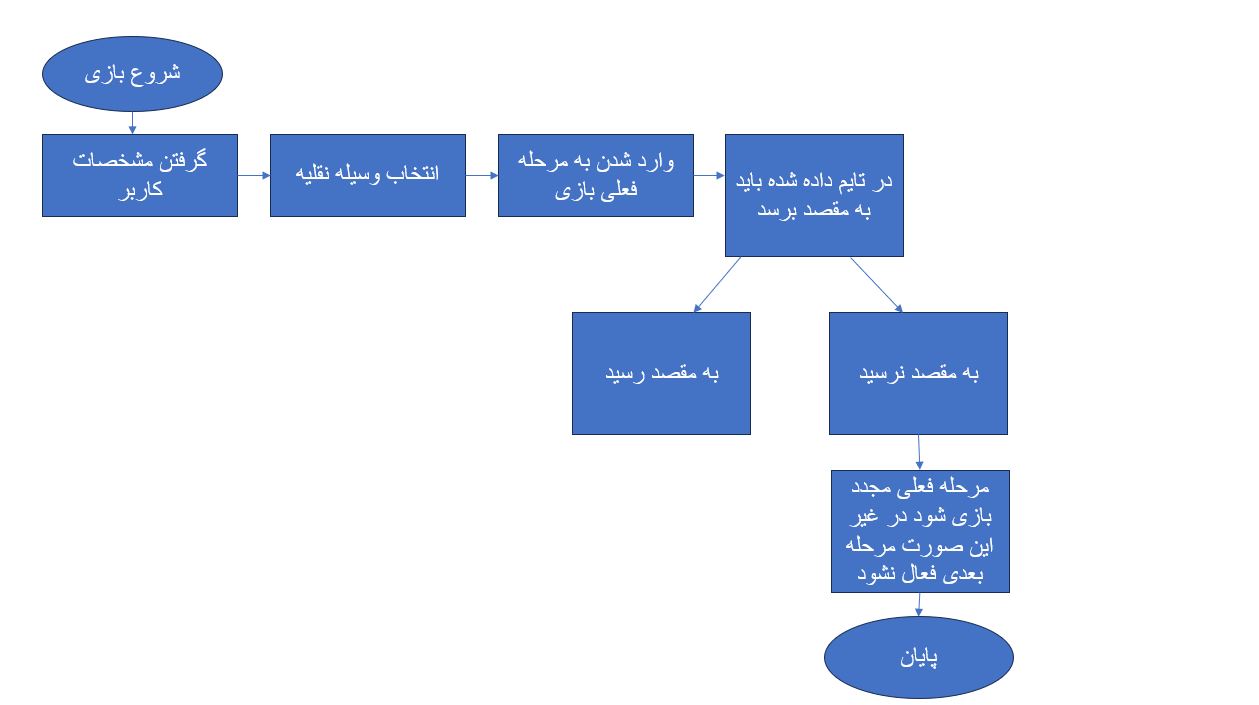 شروع بازی
گرفتن مشخصات
کاربر
انتخاب وسیله نقلیه
وارد شدن به مرحله
فعلی بازی
در تایم داده شده باید
به مقصد برسد
به مقصد رسید
به مقصد نرسید
مرحله فعلی مجدد
بازی شود در غیر
این صورت مرحله
بعدی فعال نشود
پایان